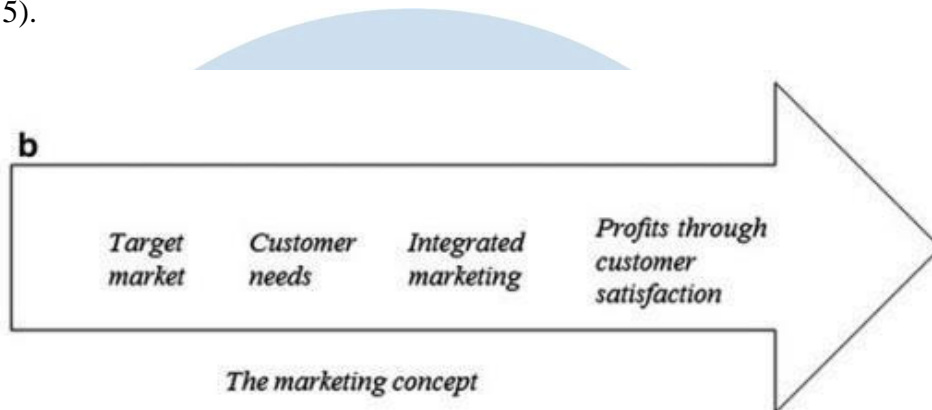 5).
b
Target
market
Customer
needs
Integrated
marketing
Profits through
customer
satisfaction
The marketing concept